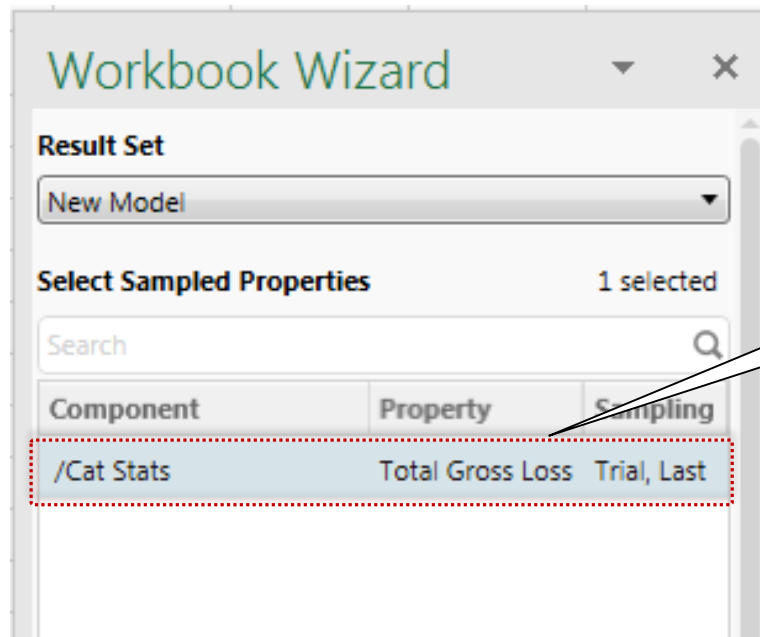 Workbook Wizard
Result Set
New Model
Select Sampled Properties 1 selected
Search
Component Property Sampling
/Cat Stats Total Gross Loss Trial, Last